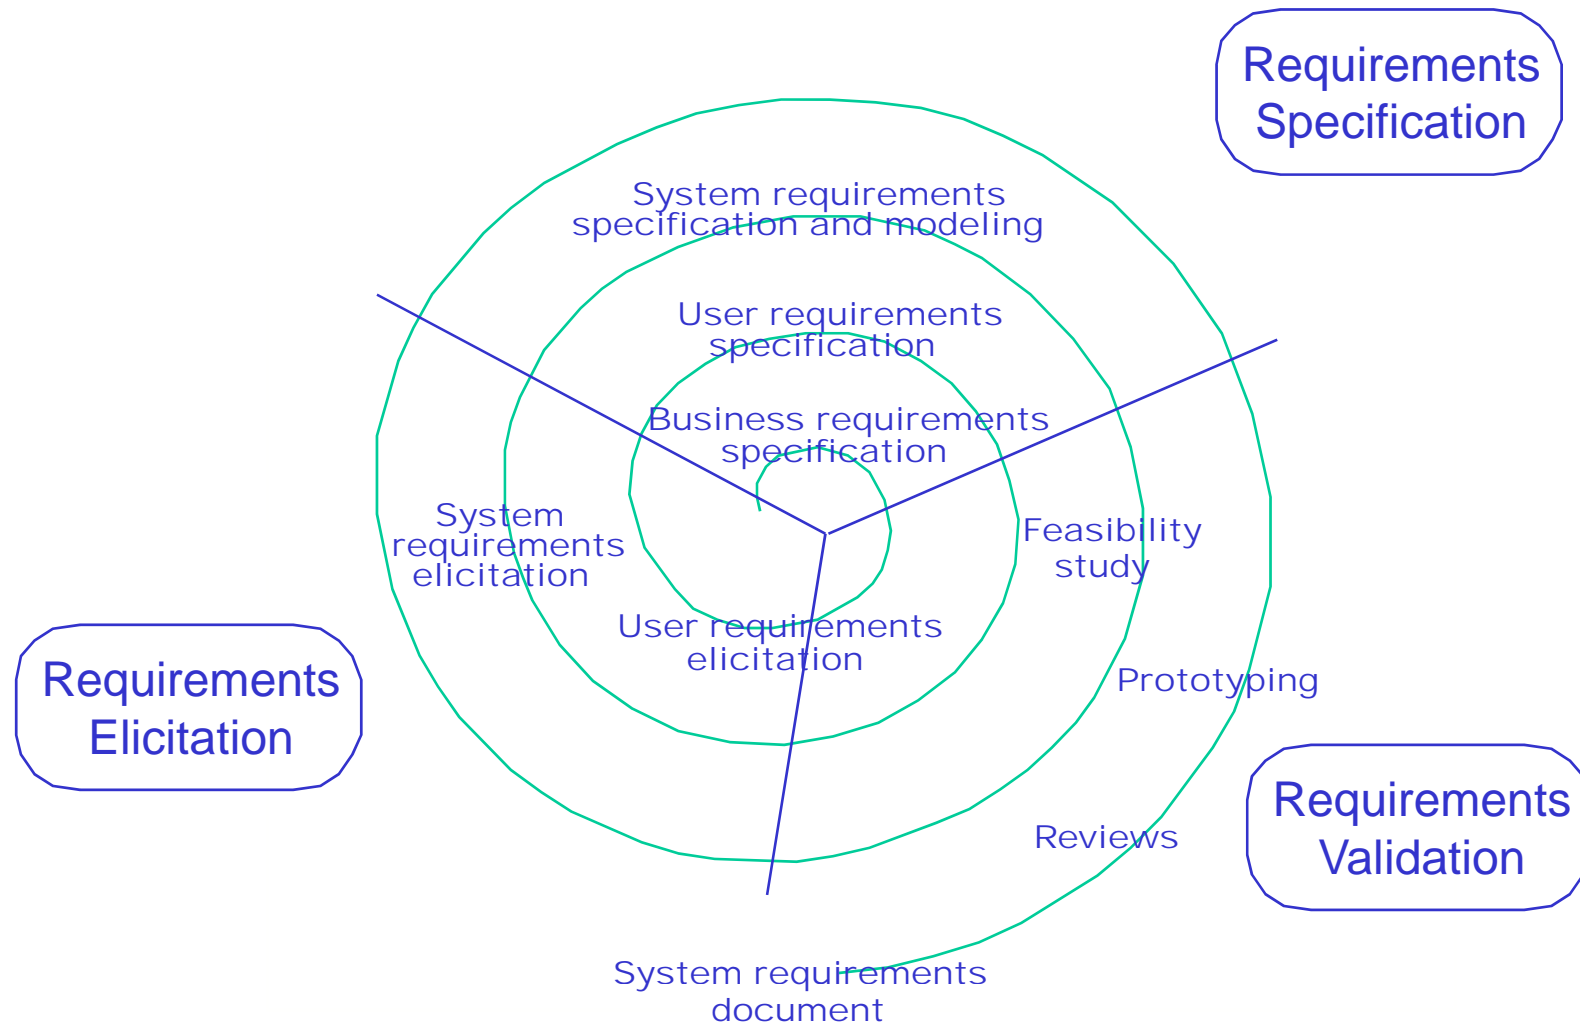 Requirements
Specification
System requirements
specification and modeling
User requirements
specification
Business requirements
specification
System
requirements
elicitation
Feasibility
study
User requirements
elicitation
Requirements
Elicitation
Prototyping
Requirements
Validation
Reviews
System requirements
document